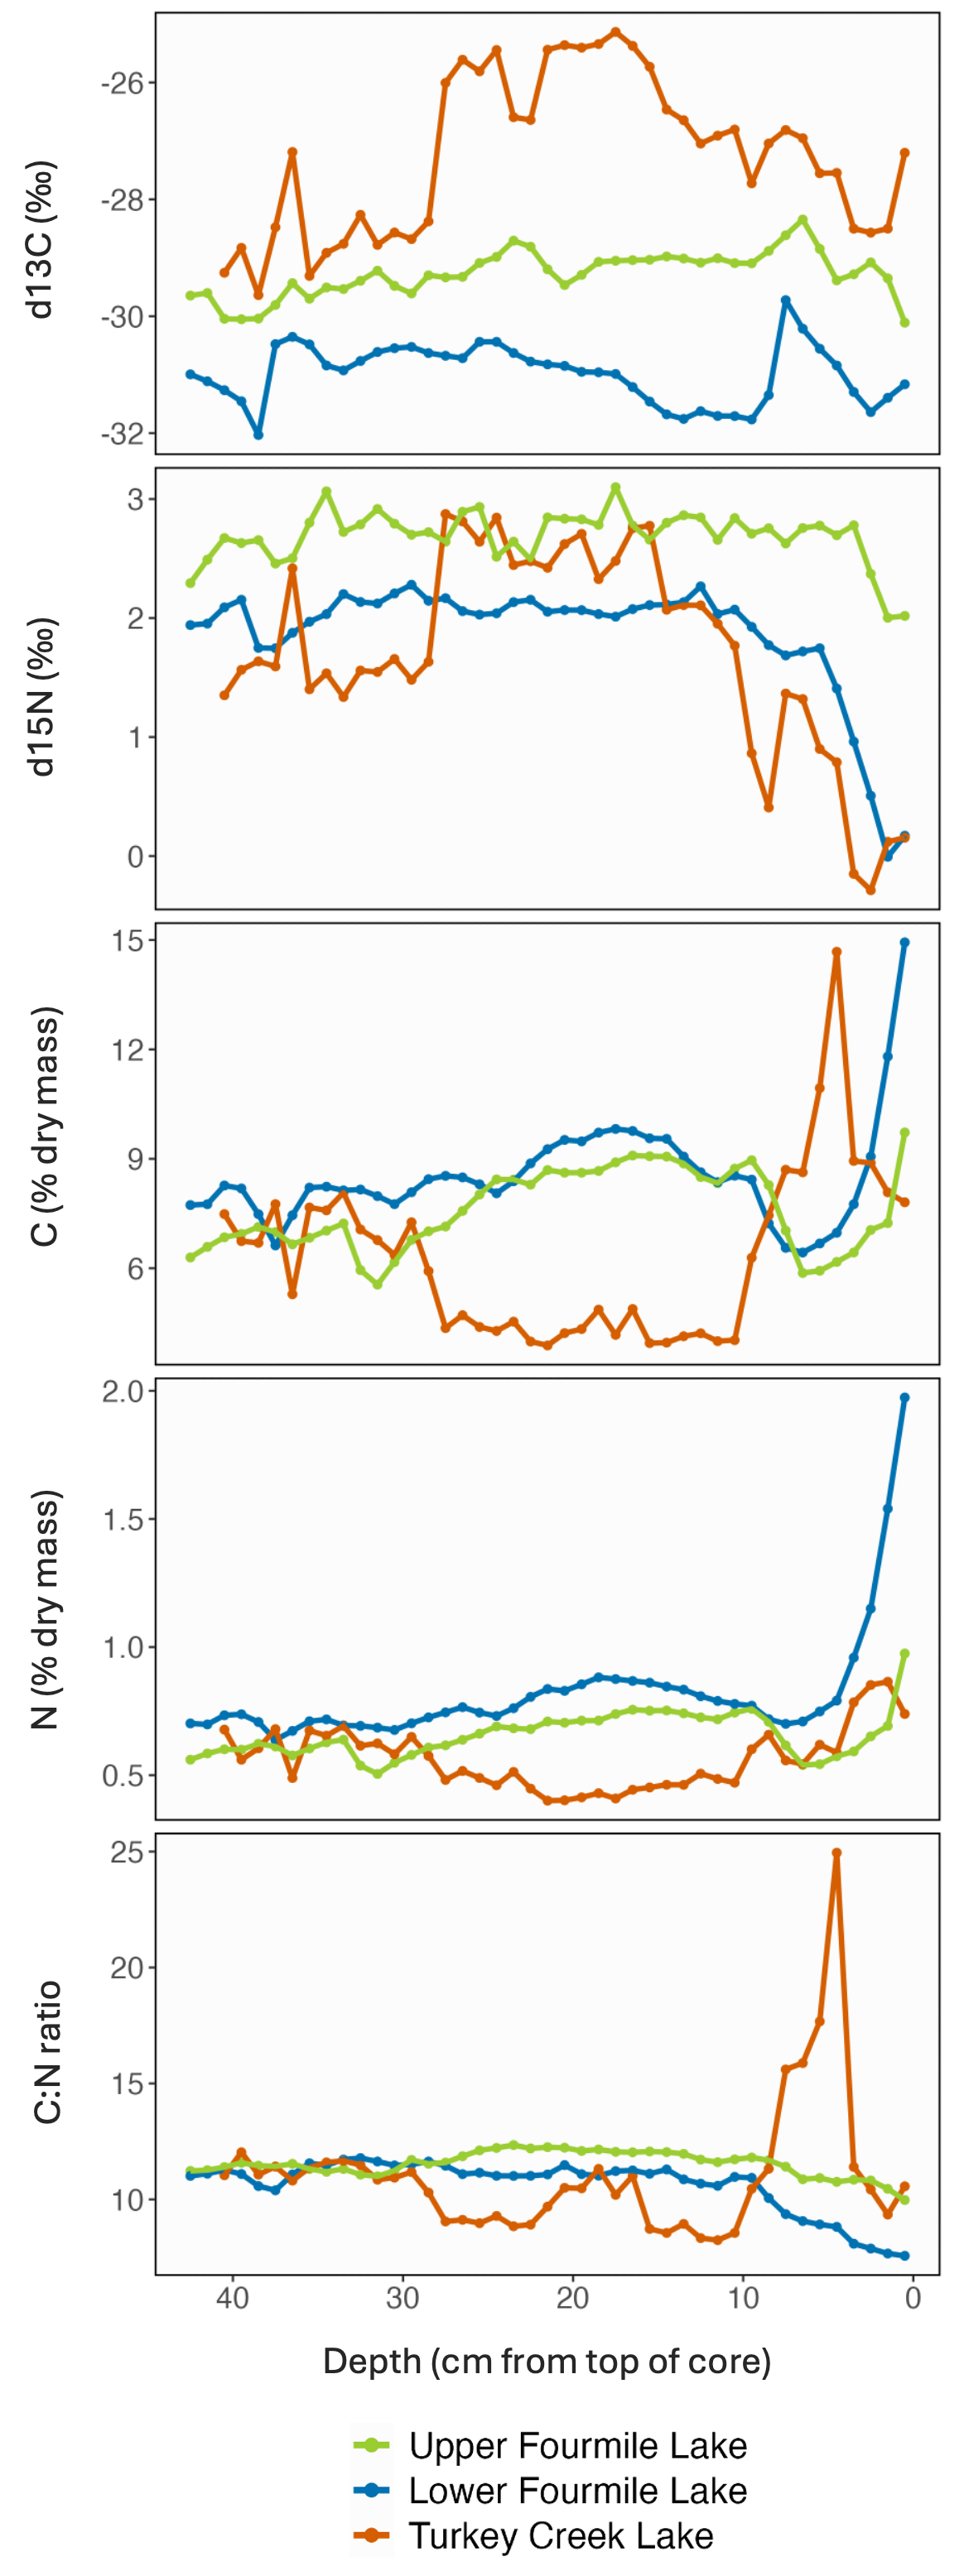 d13C (‰)
-26
-28
-30
-32
d15N (‰)
3
2
1
0
C (% dry mass)
15
12
9
6
N (% dry mass)
2.0
1.5
1.0
0.5
C:N ratio
25
20
15
10
40 30 20 10 0
Depth (cm from top of core)
Upper Fourmile Lake
Lower Fourmile Lake
Turkey Creek Lake